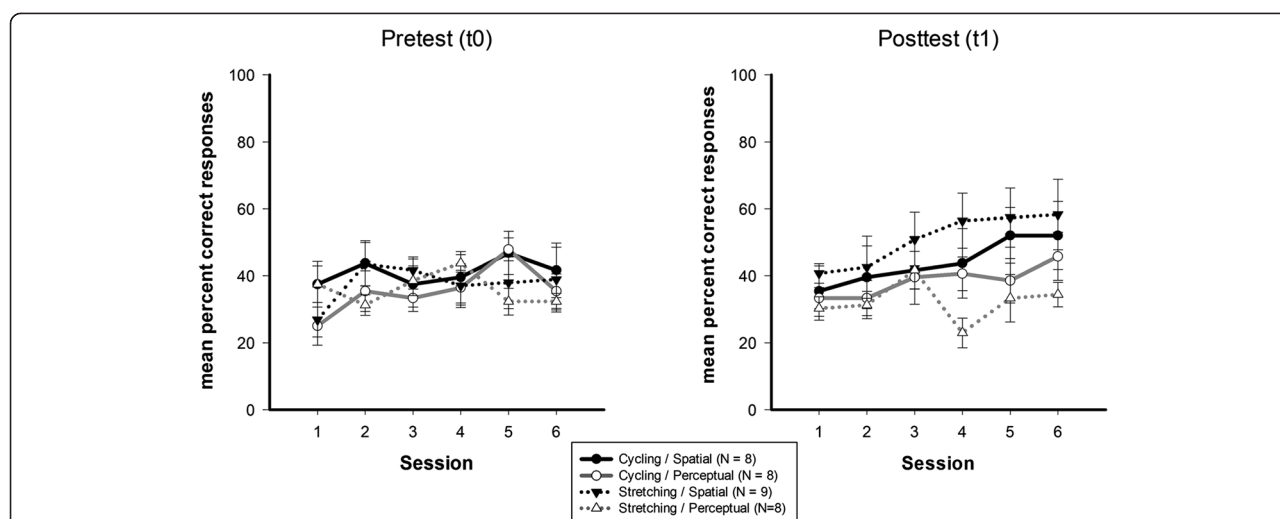 Pretest (t0)
Posttest (t1)
mean percent correct responses
100
80
60
40
20
0
1 2 3 4 5 6
Session
mean percent correct responses
100
80
60
40
20
0
1 2 3 4 5 6
Session
Cycling / Spatial (N = 8)
Cycling / Perceptual (N = 8)
Stretching / Spatial (N = 9)
Stretching / Perceptual (N=8)